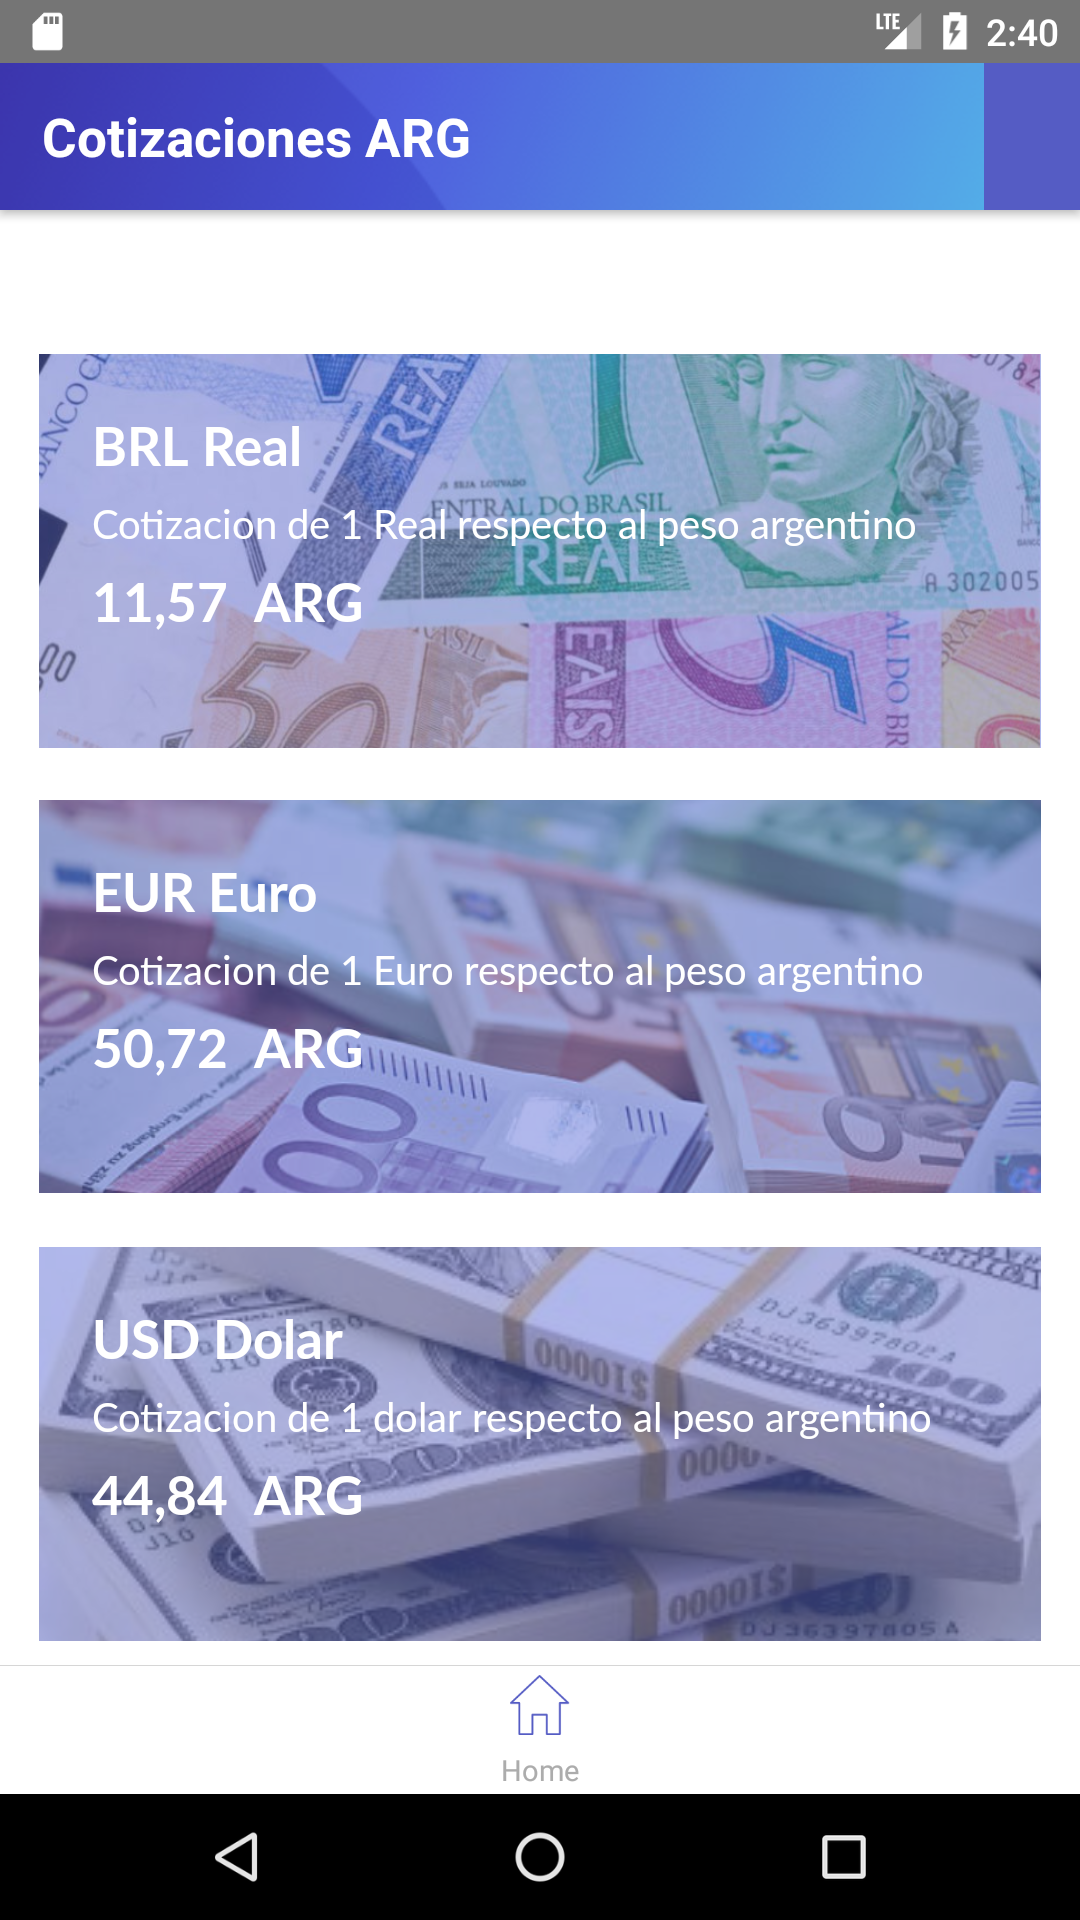 LTE 2:40
Cotizaciones ARG
BRL Real
Cotizacion de 1 Real respecto al peso argentino
11,57 ARG
EUR Euro
Cotizacion de 1 Euro respecto al peso argentino
50,72 ARG
USD Dolar
Cotizacion de 1 dolar respecto al peso argentino
44,84 ARG
Home